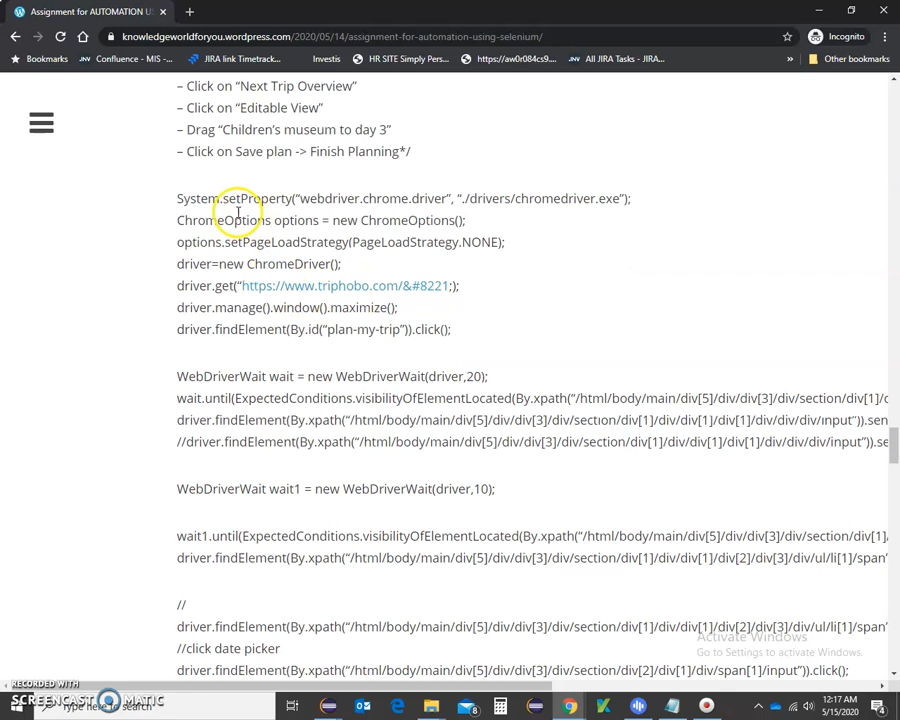 Assignment for AUTOMATION US
knowledgeworldforyou.wordpress.com/2020/05/14/assignment-for-automation-using-selenium/
Incognito
Bookmarks
Confluence - MIS -...
JIRA link Timetrack...
Investis
HR SITE Simply Pers...
https://aw0r084cs9....
All JIRA Tasks - JIRA...
»
Other bookmarks
– Click on “Next Trip Overview”
– Click on “Editable View”
– Drag “Children’s museum to day 3”
– Click on Save plan -> Finish Planning*/
System.setProperty(“webdriver.chrome.driver”, “./drivers/chromedriver.exe”);
ChromeOptions options = new ChromeOptions();
options.setPageLoadStrategy(PageLoadStrategy.NONE);
driver=new ChromeDriver();
driver.get(“https://www.triphobo.com/&#8221;);
driver.manage().window().maximize();
driver.findElement(By.id(“plan-my-trip”)).click();
WebDriverWait wait = new WebDriverWait(driver,20);
wait.until(ExpectedConditions.visibilityOfElementLocated(By.xpath(“/html/body/main/div[5]/div/div[3]/div/section/div[1]/d
driver.findElement(By.xpath(“/html/body/main/div[5]/div/div[3]/div/section/div[1]/div/div[1]/div[1]/div/div/div/input”)).sen
//driver.findElement(By.xpath(“/html/body/main/div[5]/div/div[3]/div/section/div[1]/div/div[1]/div[1]/div/div/div/input”)).se
WebDriverWait wait1 = new WebDriverWait(driver,10);
wait1.until(ExpectedConditions.visibilityOfElementLocated(By.xpath(“/html/body/main/div[5]/div/div[3]/div/section/div[1]/
driver.findElement(By.xpath(“/html/body/main/div[5]/div/div[3]/div/section/div[1]/div/div[1]/div[2]/div/ul/li[1]/span”
//
driver.findElement(By.xpath(“/html/body/main/div[5]/div/div[3]/div/section/div[1]/div/div[1]/div[2]/div/ul/li[1]/span”
//click date picker
driver.findElement(By.xpath(“/html/body/main/div[5]/div/div[3]/div/section/div[2]/div[1]/div/span[1]/input”)).click();
Activate Windows
Go to Settings to activate Windows.
RECORDED WITH
SCREENCAST MATIC
Type here to search
8
12:17 AM
5/15/2020
4